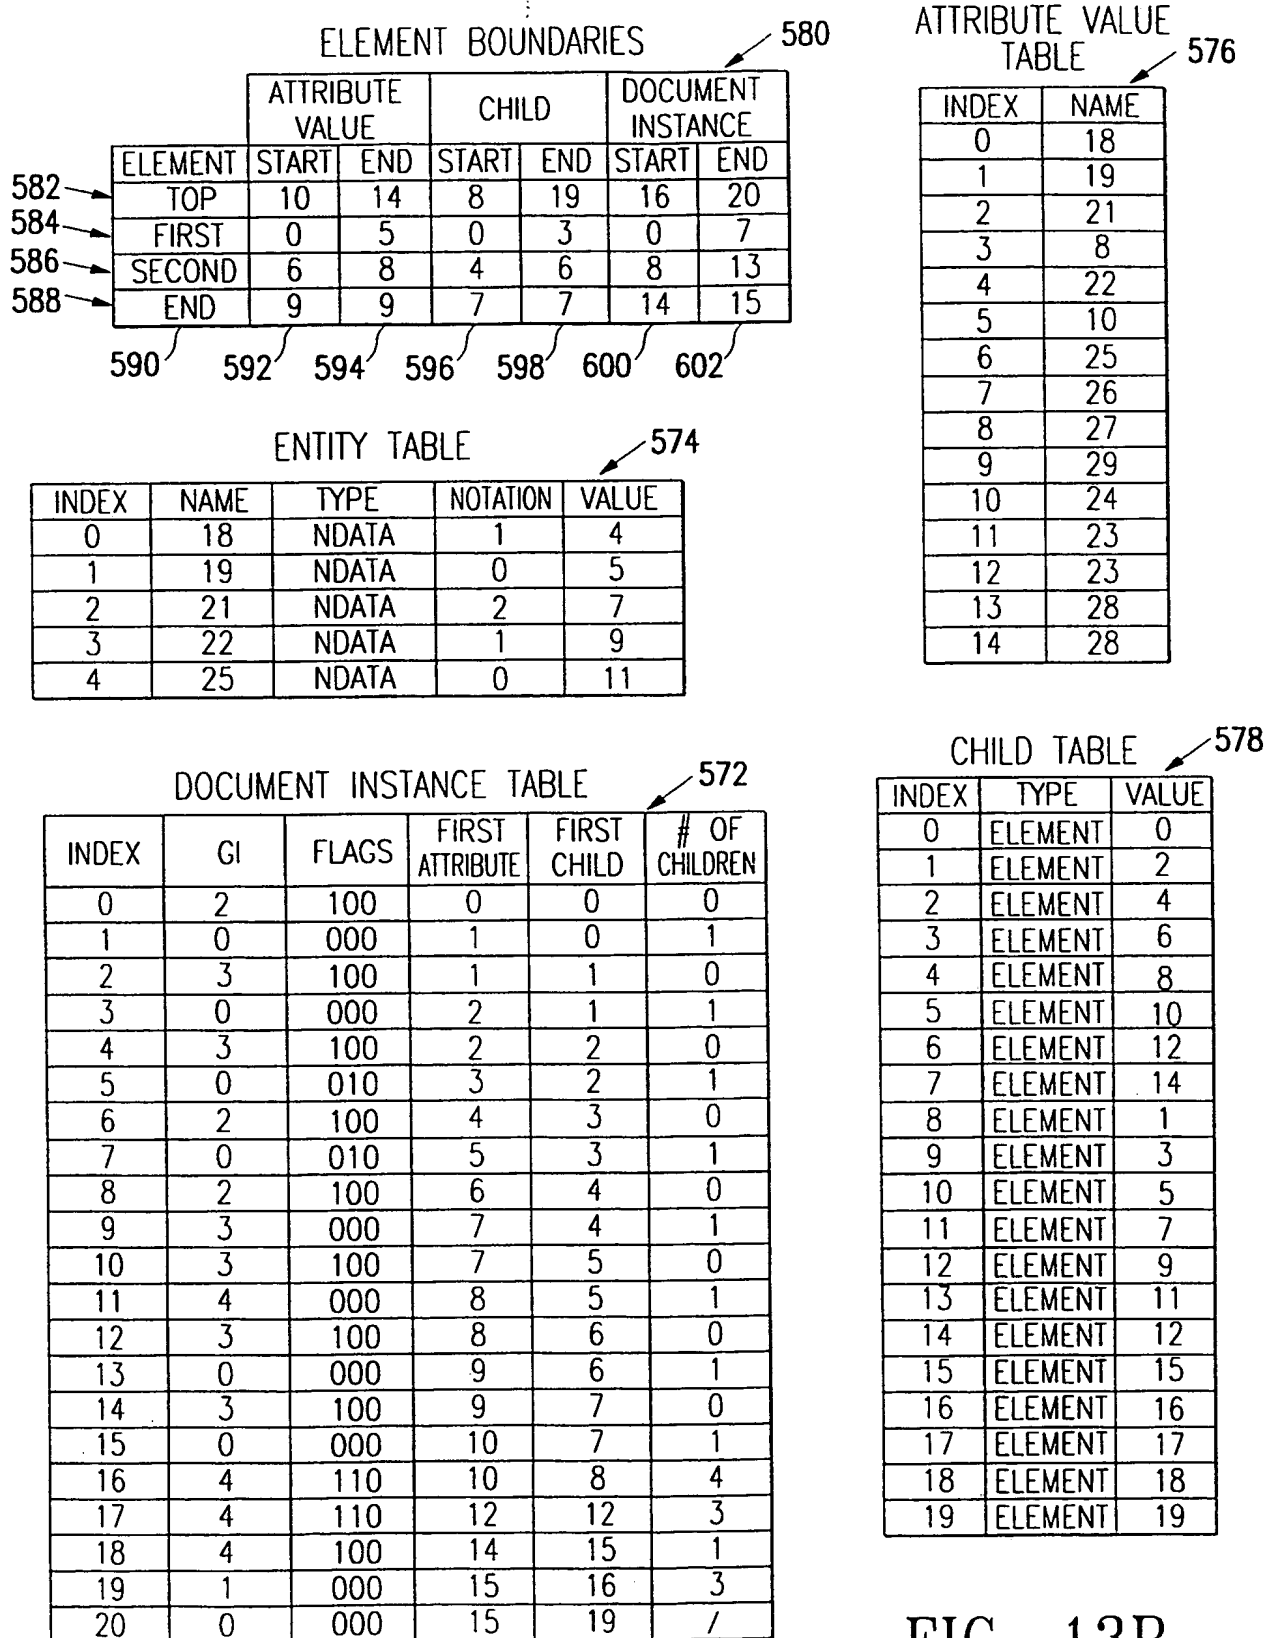 ELEMENT BOUNDARIES
580
ATTRIBUTE VALUE CHILD DOCUMENT INSTANCE
ELEMENT START END START END START END
582 TOP 10 14 8 19 16 20
584 FIRST 0 5 0 3 0 7
586 SECOND 6 8 4 6 8 13
588 END 9 9 7 7 14 15
590 592 594 596 598 600 602
ENTITY TABLE
574
INDEX NAME TYPE NOTATION VALUE
0 18 NDATA 1 4
1 19 NDATA 0 5
2 21 NDATA 2 7
3 22 NDATA 1 9
4 25 NDATA 0 11
DOCUMENT INSTANCE TABLE
572
INDEX GI FLAGS FIRST ATTRIBUTE FIRST CHILD # OF CHILDREN
0 2 100 0 0 0
1 0 000 1 0 1
2 3 100 1 1 0
3 0 000 2 1 1
4 3 100 2 2 0
5 0 010 3 2 1
6 2 100 4 3 0
7 0 010 5 3 1
8 2 100 6 4 0
9 3 000 7 4 1
10 3 100 7 5 0
11 4 000 8 5 1
12 3 100 8 6 0
13 0 000 9 6 1
14 3 100 9 7 0
15 0 000 10 7 1
16 4 110 10 8 4
17 4 110 12 12 3
18 4 100 14 15 1
19 1 000 15 16 3
20 0 000 15 19 /
ATTRIBUTE VALUE
TABLE
576
INDEX NAME
0 18
1 19
2 21
3 8
4 22
5 10
6 25
7 26
8 27
9 29
10 24
11 23
12 23
13 28
14 28
CHILD TABLE
578
INDEX TYPE VALUE
0 ELEMENT 0
1 ELEMENT 2
2 ELEMENT 4
3 ELEMENT 6
4 ELEMENT 8
5 ELEMENT 10
6 ELEMENT 12
7 ELEMENT 14
8 ELEMENT 1
9 ELEMENT 3
10 ELEMENT 5
11 ELEMENT 7
12 ELEMENT 9
13 ELEMENT 11
14 ELEMENT 12
15 ELEMENT 15
16 ELEMENT 16
17 ELEMENT 17
18 ELEMENT 18
19 ELEMENT 19
FIG. 13B